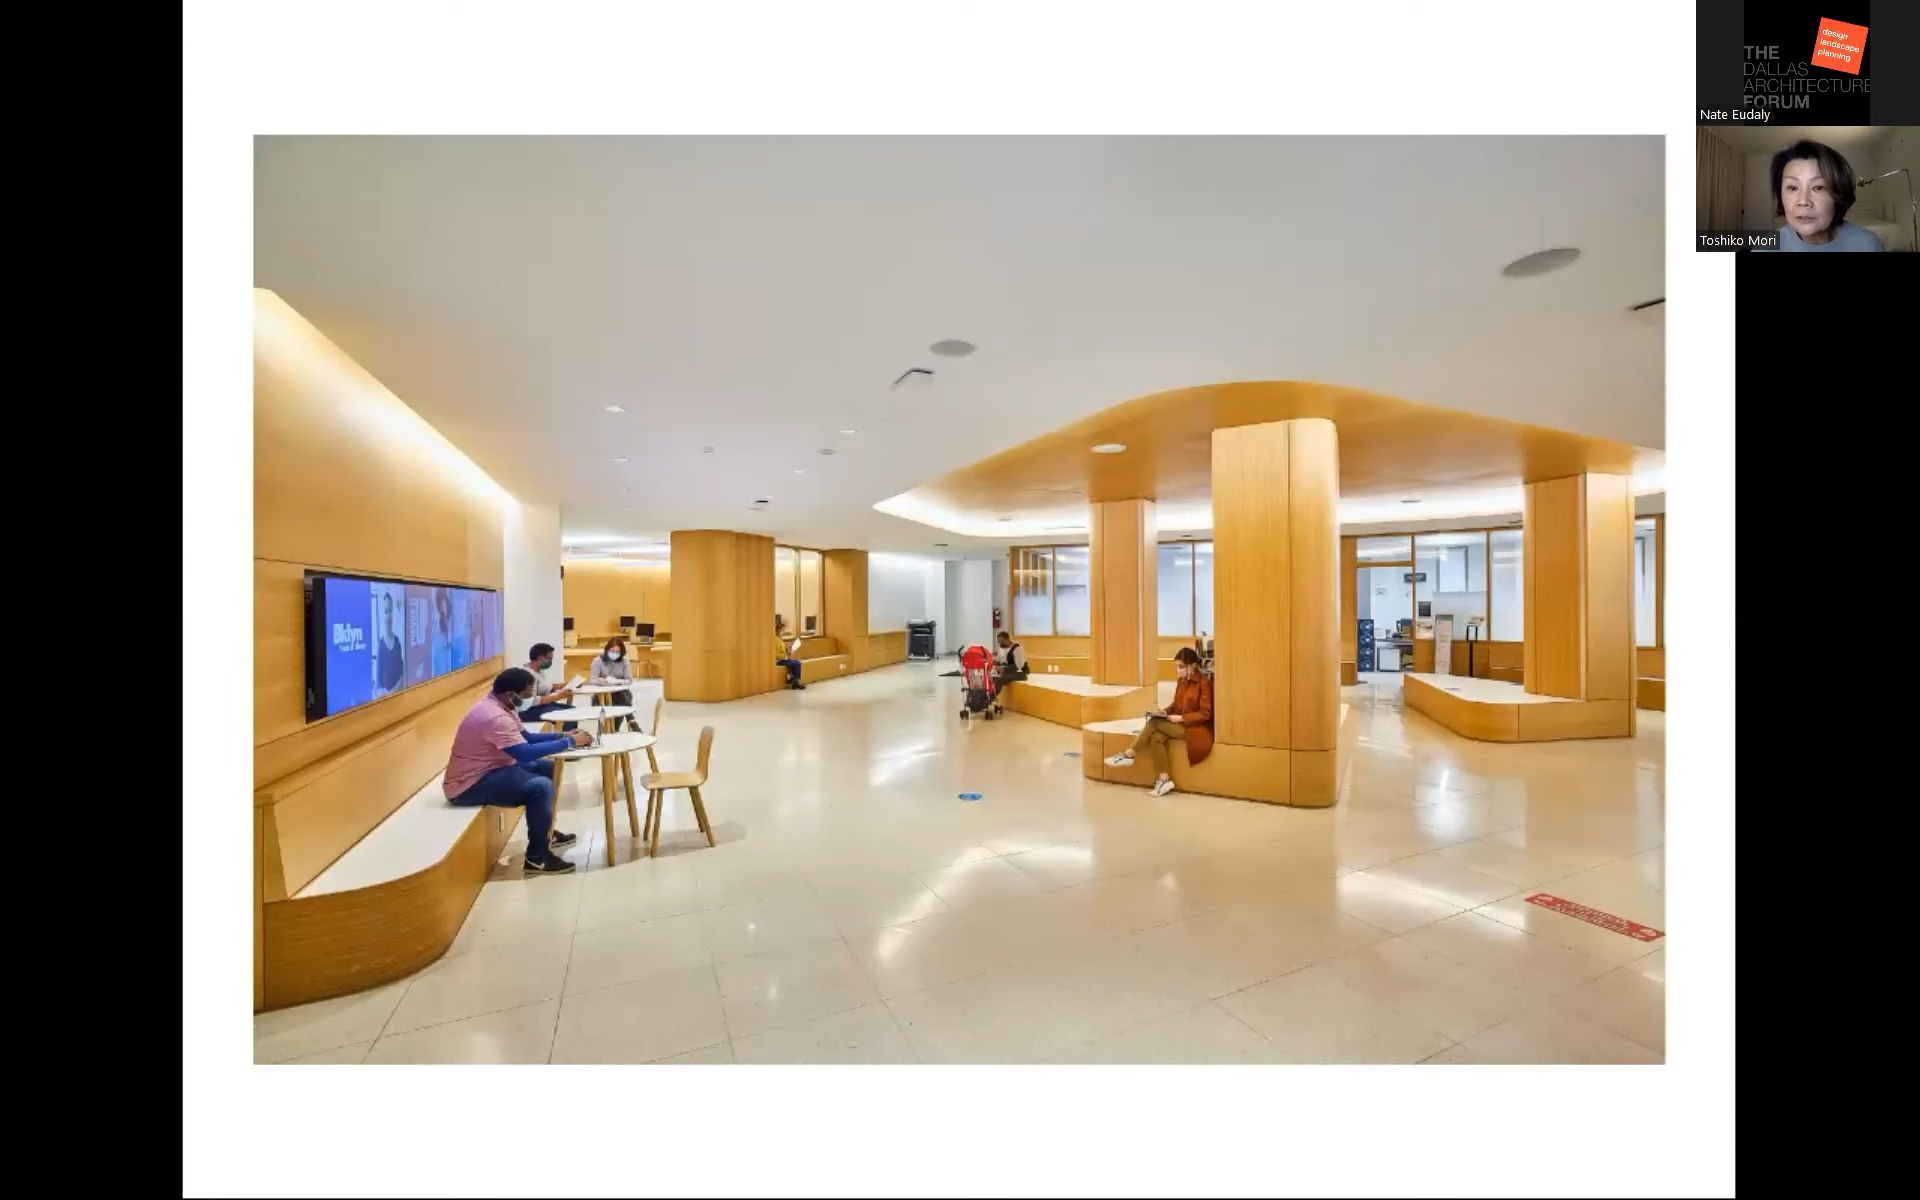 design
landscape
planning
THE
DALLAS
ARCHITECTURE
FORUM
Nate Eudaly
Toshiko Mori
Bklyn